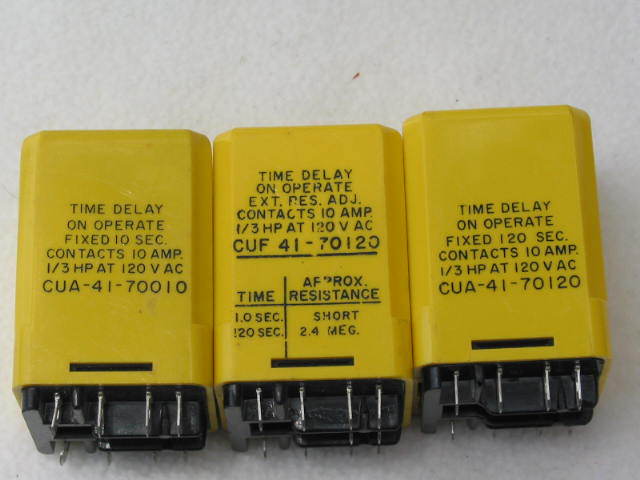 TIME DELAY
ON OPERATE
FIXED 10 SEC.
CONTACTS 10 AMP.
1/3 HP AT 120 V AC
CUA-41-70010
TIME DELAY
ON OPERATE
EXT. RES. ADJ.
CONTACTS 10 AMP.
1/3 HP AT 120 V AC
CUF 41-70120
APPROX.
TIME RESISTANCE
1.0 SEC. SHORT
120 SEC. 2.4 MEG.
TIME DELAY
ON OPERATE
FIXED 120 SEC.
CONTACTS 10 AMP.
1/3 HP AT 120 V AC
CUA-41-70120